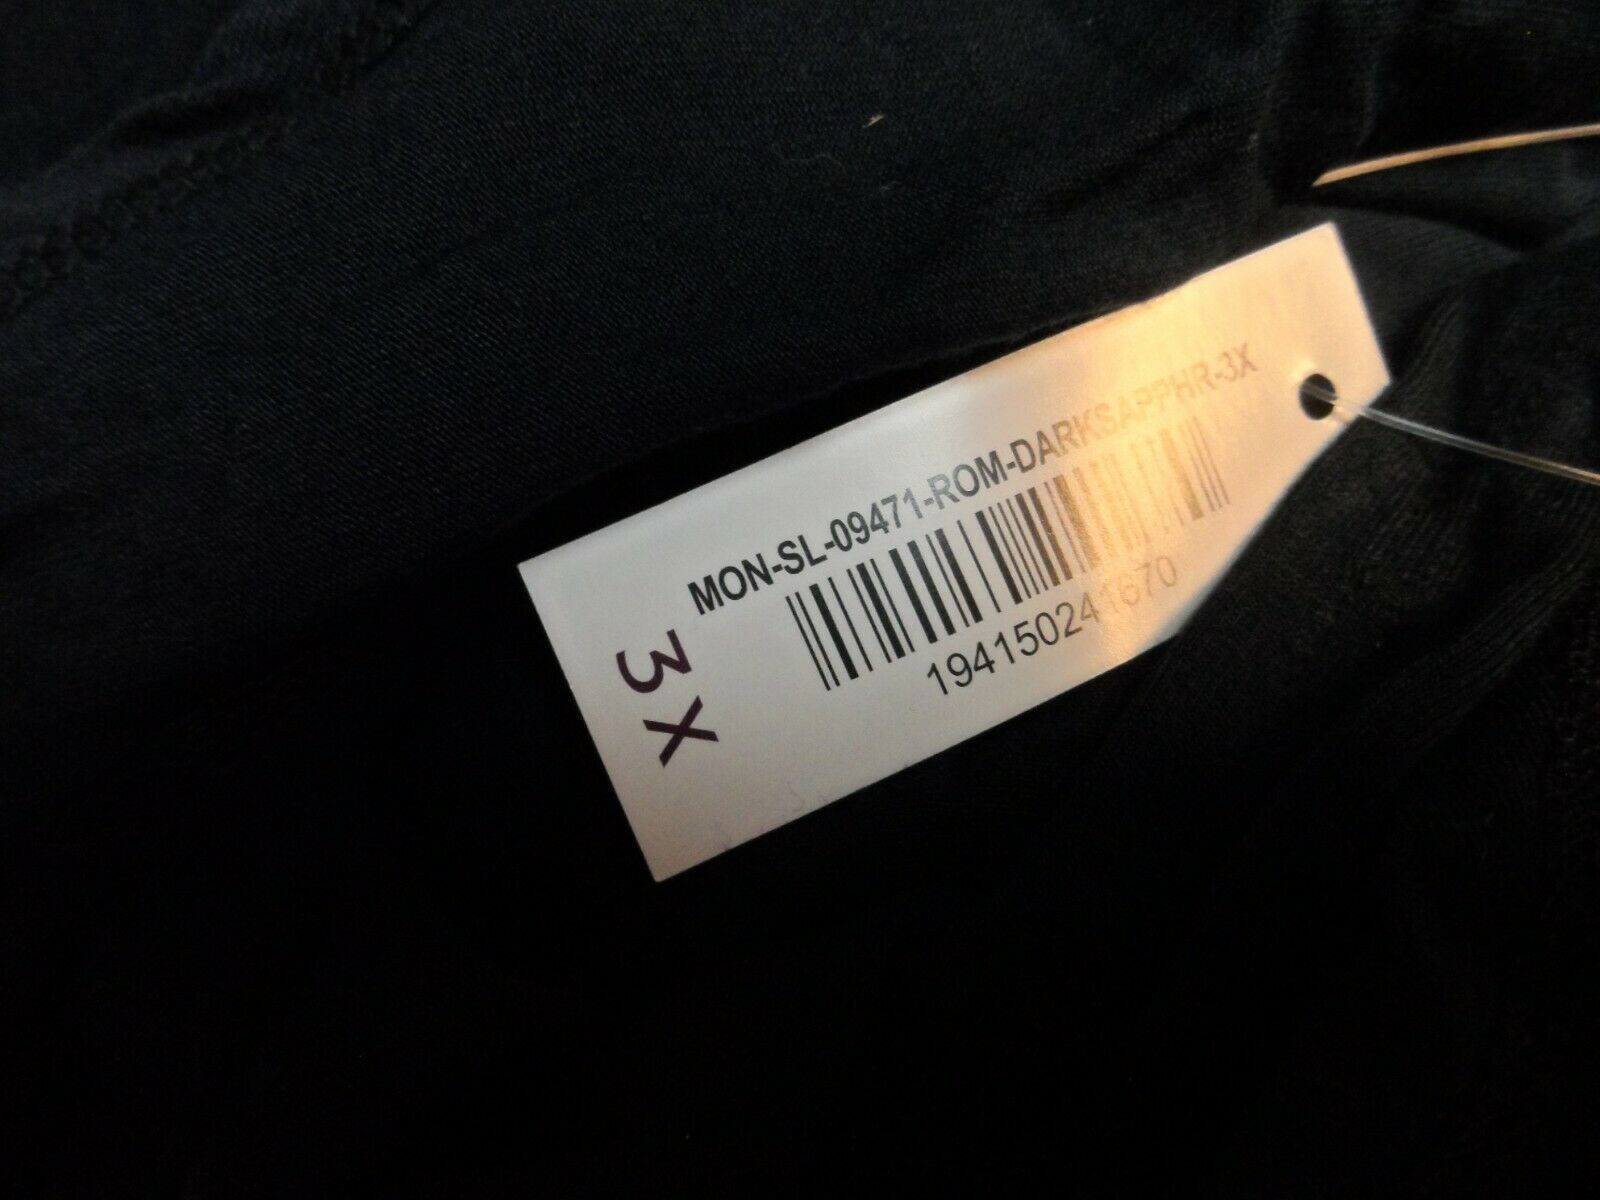 MON-SL-09471-ROM-DARKSAPPHR-3X
194150241670
3X